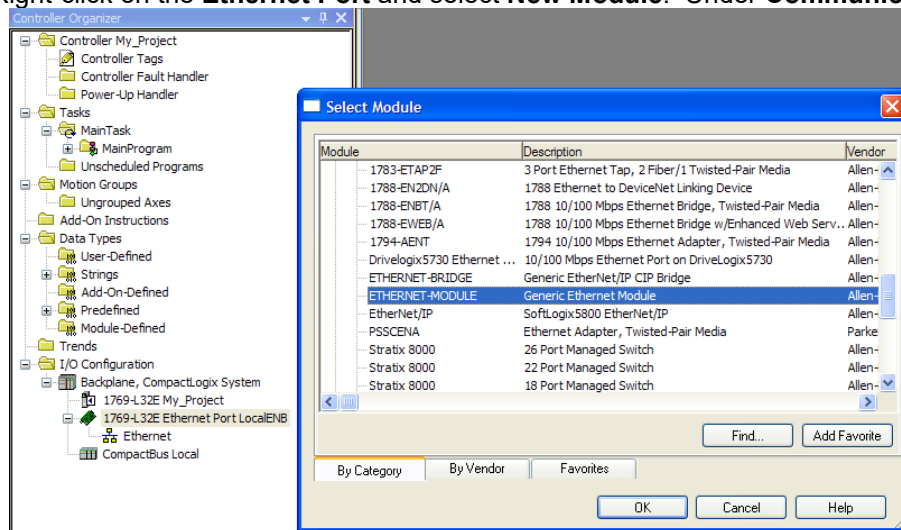 Right-click on the Ethernet Port and select New Module. Under
Controller Organizer
Controller My_Project
Controller Tags
Controller Fault Handler
Power-Up Handler
Tasks
MainTask
MainProgram
Unscheduled Programs
Motion Groups
Ungrouped Axes
Add-On Instructions
Data Types
User-Defined
Strings
Add-On-Defined
Predefined
Module-Defined
Trends
I/O Configuration
Backplane, CompactLogix System
1769-L32E My_Project
1769-L32E Ethernet Port LocalENB
Ethernet
CompactBus Local
Select Module
Module Description Vendor
1783-ETAP2F 3 Port Ethernet Tap, 2 Fiber/1 Twisted-Pair Media Allen-
1788-EN2DN/A 1788 Ethernet to DeviceNet Linking Device Allen-
1788-ENBT/A 1788 10/100 Mbps Ethernet Bridge, Twisted-Pair Media Allen-
1788-EWEB/A 1788 10/100 Mbps Ethernet Bridge w/Enhanced Web Serv.. Allen-
1794-AENT 1794 10/100 Mbps Ethernet Adapter, Twisted-Pair Media Allen-
Drivelogix5730 Ethernet ... 10/100 Mbps Ethernet Port on DriveLogix5730 Allen-
ETHERNET-BRIDGE Generic EtherNet/IP CIP Bridge Allen-
ETHERNET-MODULE Generic Ethernet Module Allen-
EtherNet/IP SoftLogix5800 EtherNet/IP Allen-
PSSCENA Ethernet Adapter, Twisted-Pair Media Parke
Stratix 8000 26 Port Managed Switch Allen-
Stratix 8000 22 Port Managed Switch Allen-
Stratix 8000 18 Port Managed Switch Allen-
Find... Add Favorite
By Category By Vendor Favorites
OK Cancel Help